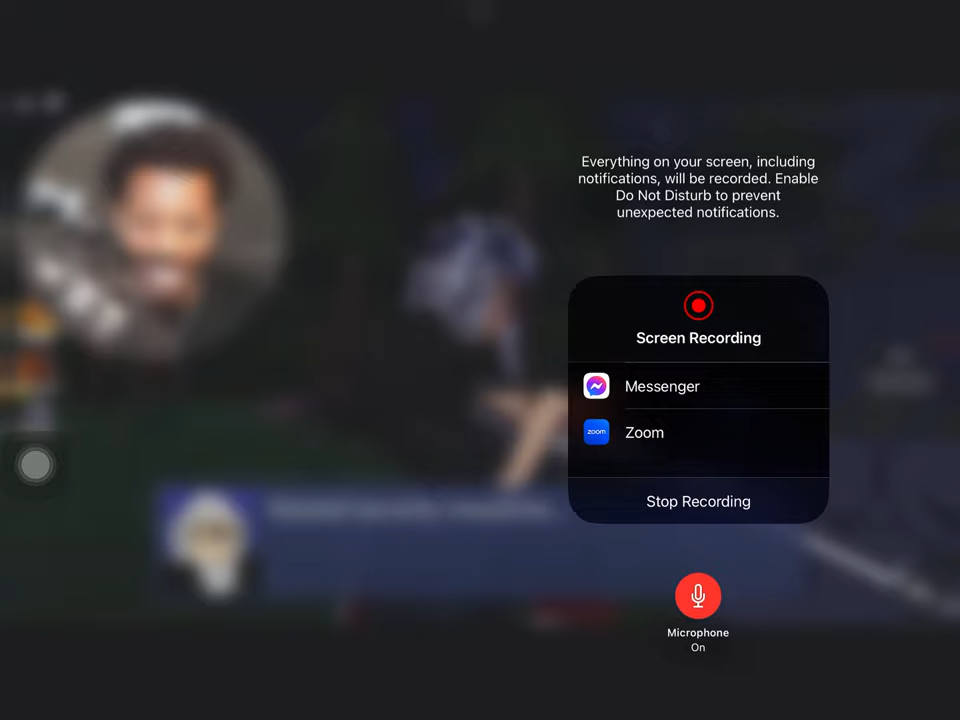 Everything on your screen, including
notifications, will be recorded. Enable
Do Not Disturb to prevent
unexpected notifications.
Screen Recording
Messenger
zoom
Zoom
Stop Recording
Microphone
On